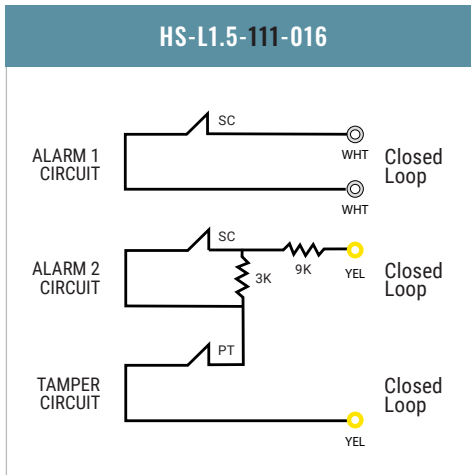 HS-L1.5-111-016
SC
ALARM 1
CIRCUIT
WHT
Closed
Loop
WHT
SC
ALARM 2
CIRCUIT
3K
9K
YEL
Closed
Loop
PT
TAMPER
CIRCUIT
Closed
Loop
YEL